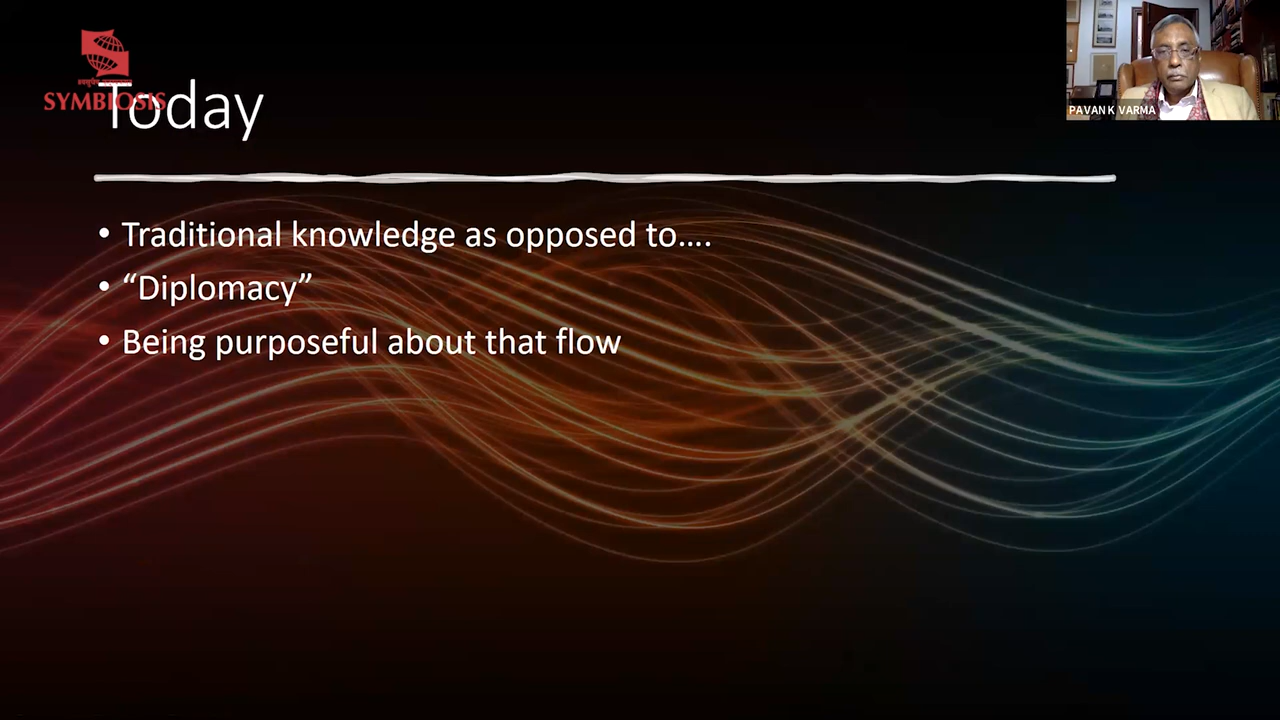 SYMBIOSIS
Today
PAVAN K VARMA
• Traditional knowledge as opposed to....
• “Diplomacy”
• Being purposeful about that flow